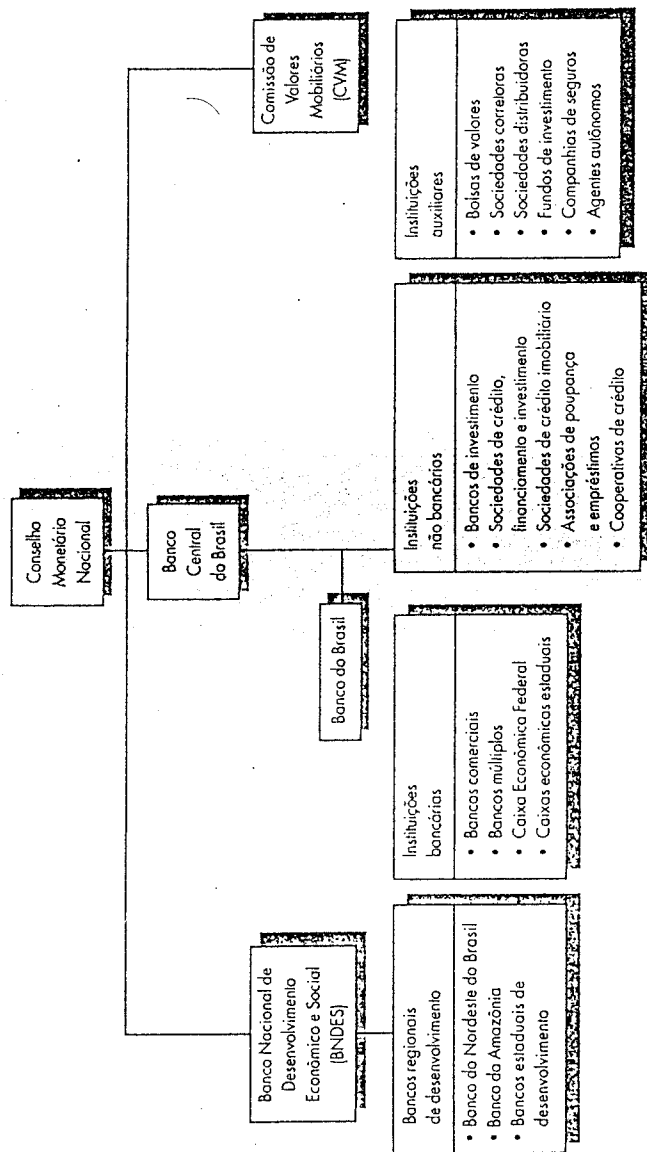 Conselho
Monetário
Nacional
Banco
Central
do Brasil
Banco do Brasil
Banco Nacional de
Desenvolvimento
Econômico e Social
(BNDES)
Comissão de
Valores
Mobiliários
(CVM)
Bancos regionais
de desenvolvimento
• Banco do Nordeste do Brasil
• Banco da Amazônia
• Bancos estaduais de
desenvolvimento
Instituições
bancárias
• Bancos comerciais
• Bancos múltiplos
• Caixa Econômica Federal
• Caixas econômicas estaduais
Instituições
não bancárias
• Bancos de investimento
• Sociedades de crédito,
financiamento e investimento
• Sociedades de crédito imobiliário
• Associações de poupança
e empréstimos
• Cooperativas de crédito
Instituições
auxiliares
• Bolsas de valores
• Sociedades corretoras
• Sociedades distribuidoras
• Fundos de investimento
• Companhias de seguros
• Agentes autônomos